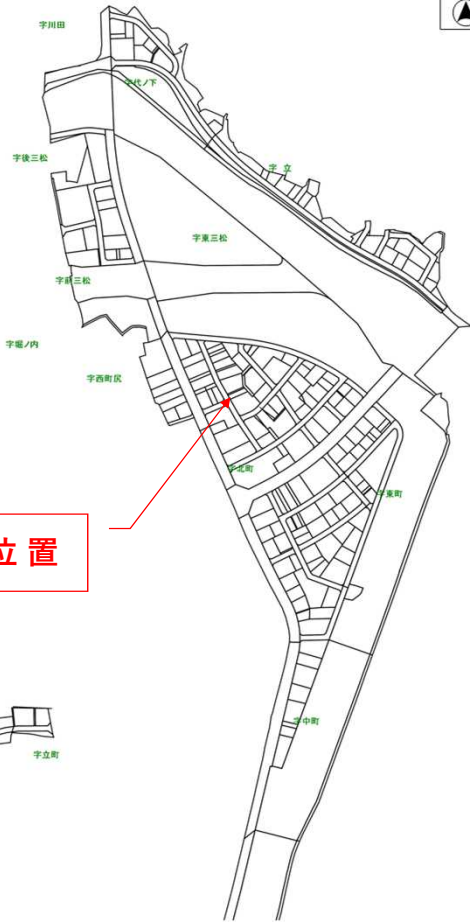 字川田
字代ノ下
字後三松
字 立
字東三松
字前三松
字堀ノ内
字西町尻
字北町
字東町
位 置
字中町
字立町